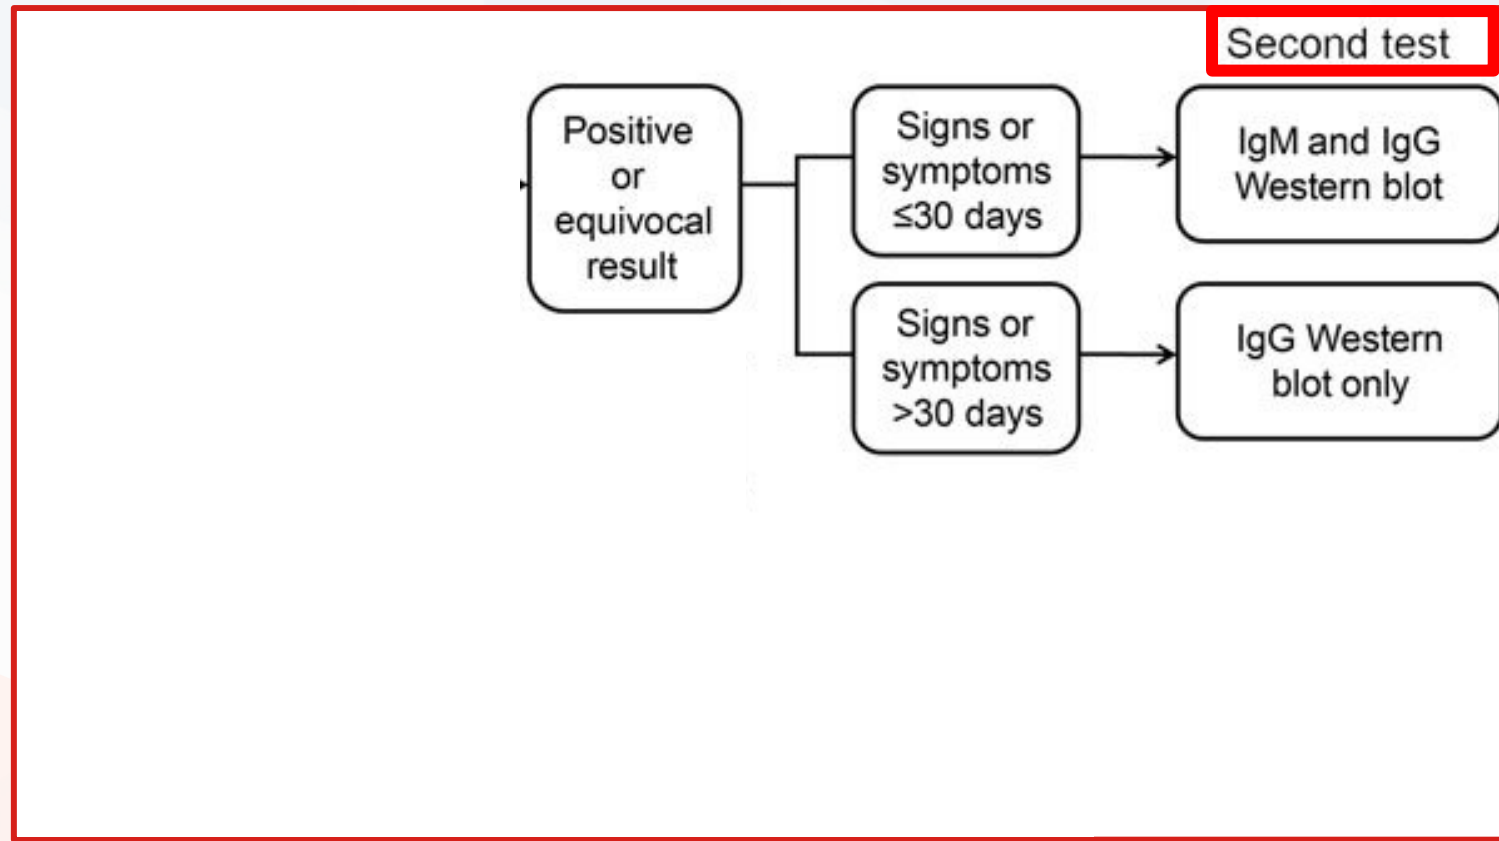 Second test
Positive
or
equivocal
result
Signs or
symptoms
≤30 days
IgM and IgG
Western blot
Signs or
symptoms
>30 days
IgG Western
blot only